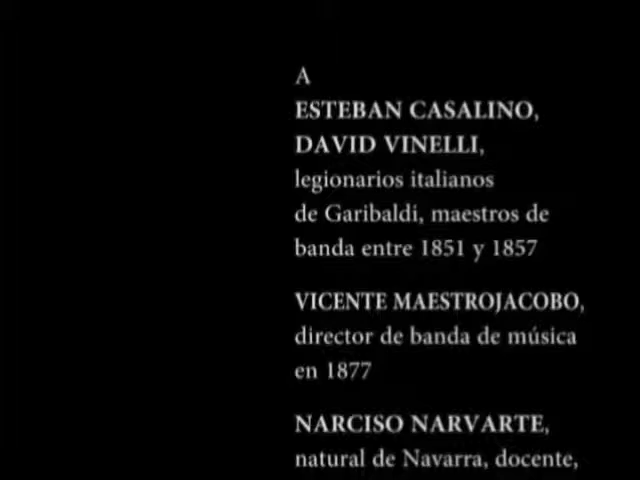 A
ESTEBAN CASALINO,
DAVID VINELLI,
legionarios italianos
de Garibaldi, maestros de
banda entre 1851 y 1857
VICENTE MAESTROJACOBO,
director de banda de música
en 1877
NARCISO NARVARTE,
natural de Navarra, docente,